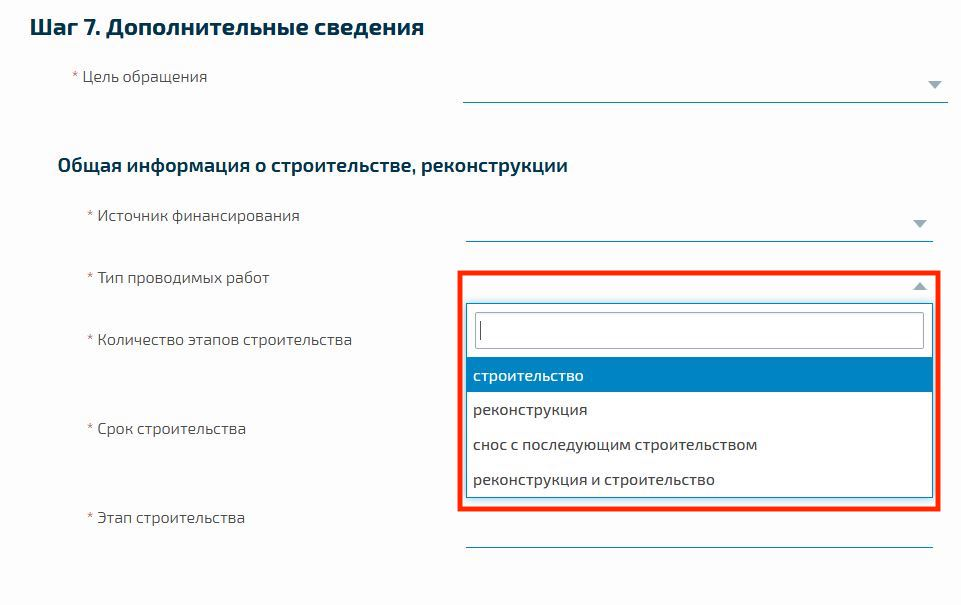 Шаг 7. Дополнительные сведения
* Цель обращения
Общая информация о строительстве, реконструкции
* Источник финансирования
* Тип проводимых работ
* Количество этапов строительства
строительство
реконструкция
* Срок строительства
снос с последующим строительством
реконструкция и строительство
* Этап строительства